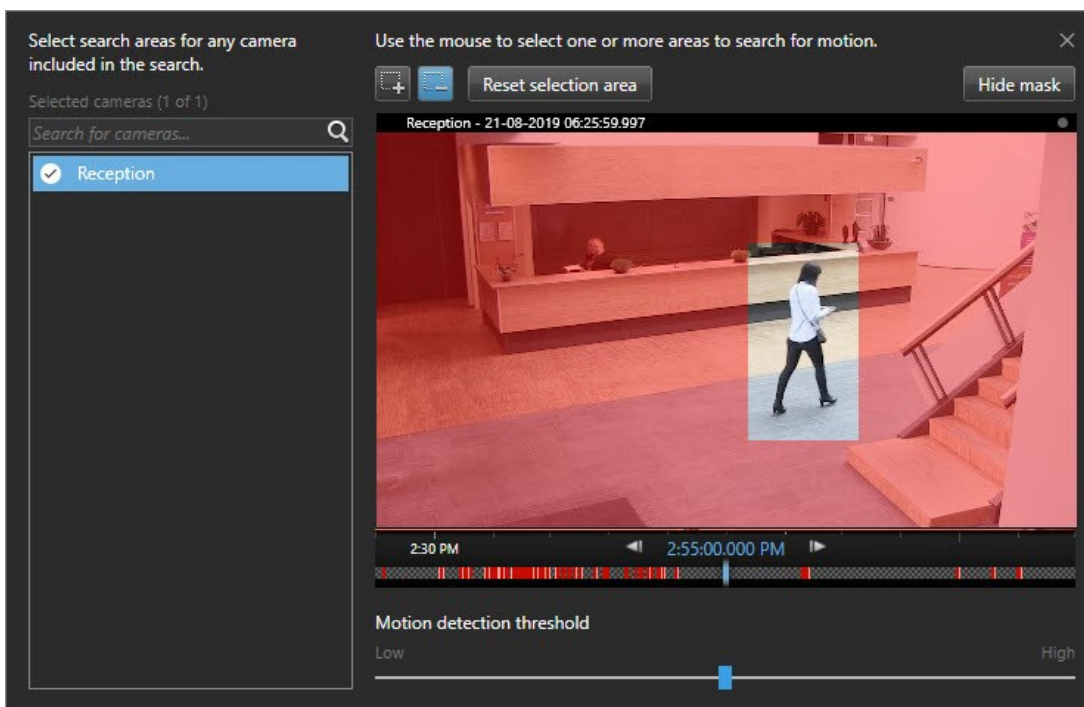 Select search areas for any camera
included in the search.
Selected cameras (1 of 1)
Search for cameras...
Reception
Use the mouse to select one or more areas to search for motion.
Reset selection area
Hide mask
Reception - 21-08-2019 06:25:59.997
2:30 PM
2:55:00.000 PM
Motion detection threshold
Low
High